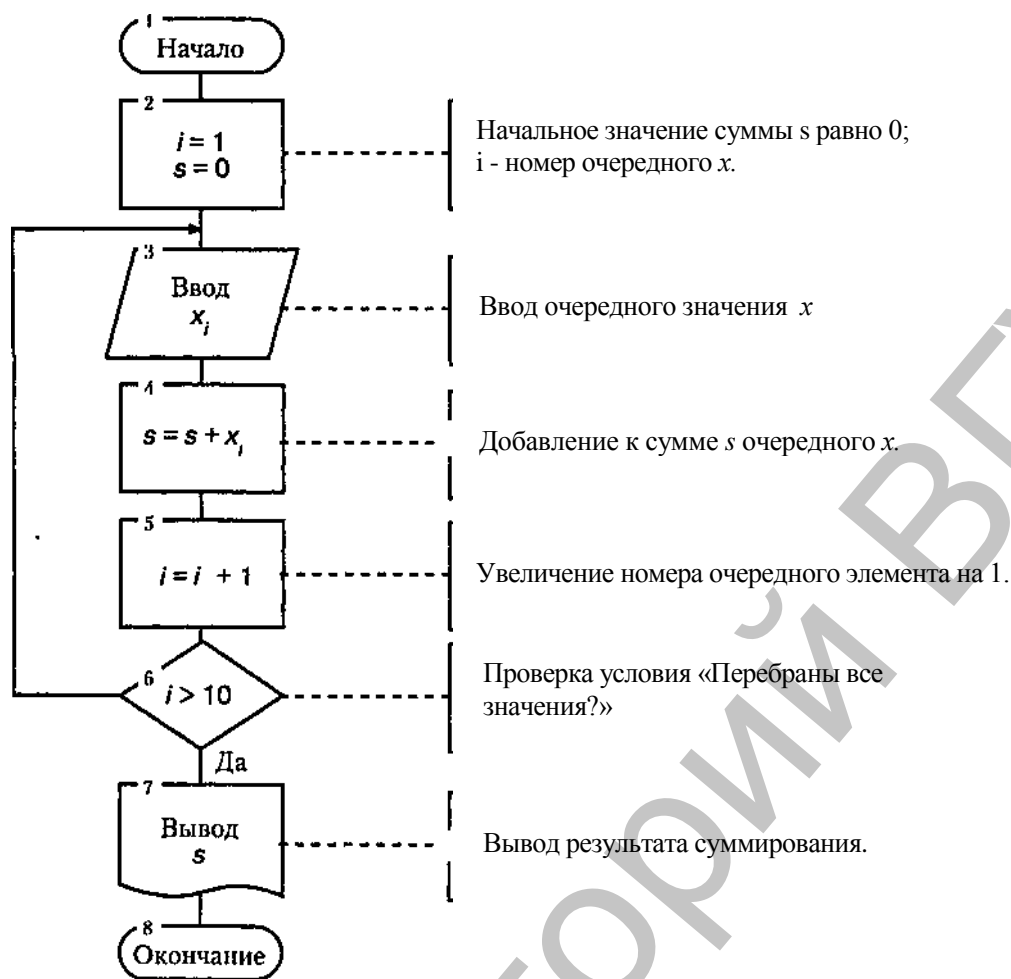 1
Начало
2
i = 1
s = 0
Начальное значение суммы s равно 0;
i - номер очередного x.
3
Ввод
xi
Ввод очередного значения x
4
s = s + xi
Добавление к сумме s очередного x.
5
i = i + 1
Увеличение номера очередного элемента на 1.
6
i > 10
Проверка условия «Перебраны все
значения?»
Да
7
Вывод
s
Вывод результата суммирования.
8
Окончание